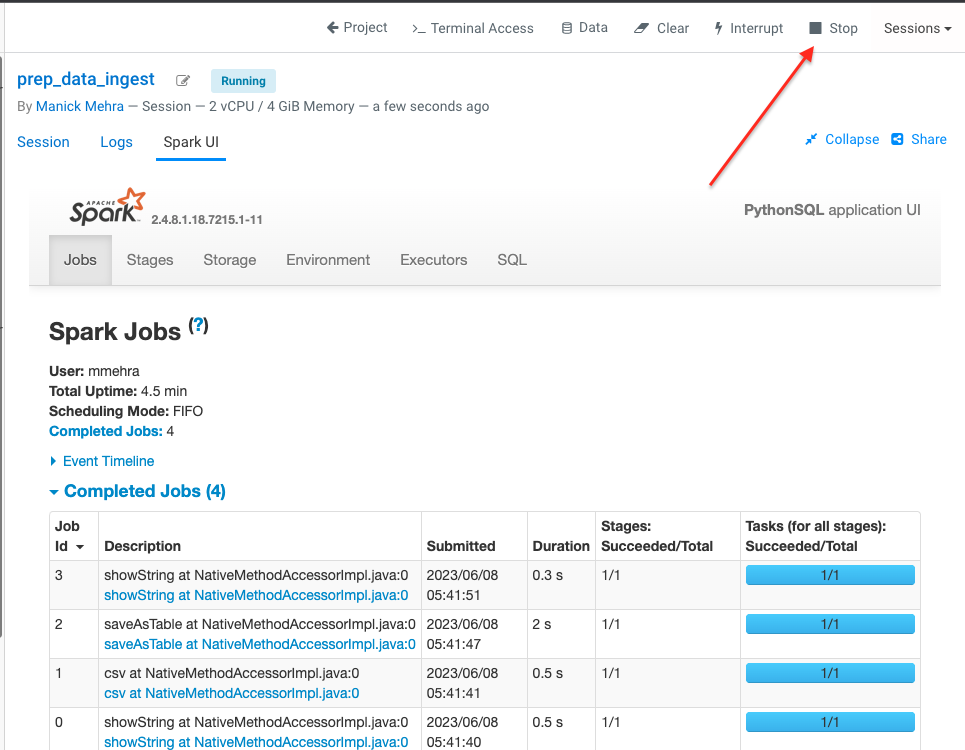 Project Terminal Access Data Clear Interrupt Stop Sessions
prep_data_ingest Running
By Manick Mehra — Session — 2 vCPU / 4 GiB Memory — a few seconds ago
Session Logs Spark UI Collapse Share
APACHE Spark 2.4.8.1.18.7215.1-11 PythonSQL application UI
Jobs Stages Storage Environment Executors SQL
Spark Jobs (?)
User: mmehra
Total Uptime: 4.5 min
Scheduling Mode: FIFO
Completed Jobs: 4
Event Timeline
Completed Jobs (4)
Job Id Description Submitted Duration Stages: Succeeded/Total Tasks (for all stages): Succeeded/Total
3 showString at NativeMethodAccessorImpl.java:0 2023/06/08 0.3 s 1/1 1/1
showString at NativeMethodAccessorImpl.java:0 05:41:51
2 saveAsTable at NativeMethodAccessorImpl.java:0 2023/06/08 2 s 1/1 1/1
saveAsTable at NativeMethodAccessorImpl.java:0 05:41:47
1 csv at NativeMethodAccessorImpl.java:0 2023/06/08 0.5 s 1/1 1/1
csv at NativeMethodAccessorImpl.java:0 05:41:41
0 showString at NativeMethodAccessorImpl.java:0 2023/06/08 0.5 s 1/1 1/1
showString at NativeMethodAccessorImpl.java:0 05:41:40